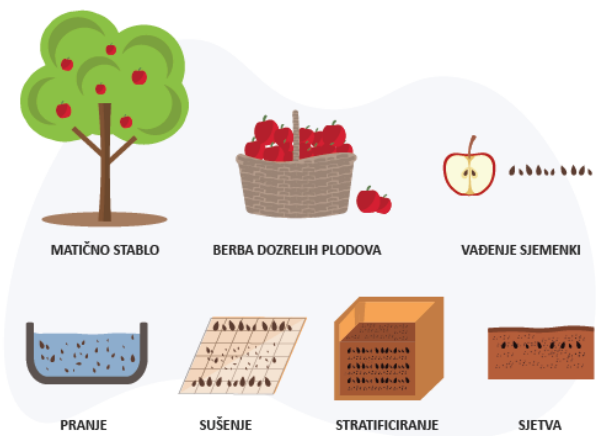 MATIČNO STABLO
BERBA DOZRELIH PLODOVA
VAĐENJE SJEMENKI
PRANJE
SUŠENJE
STRATIFICIRANJE
SJETVA